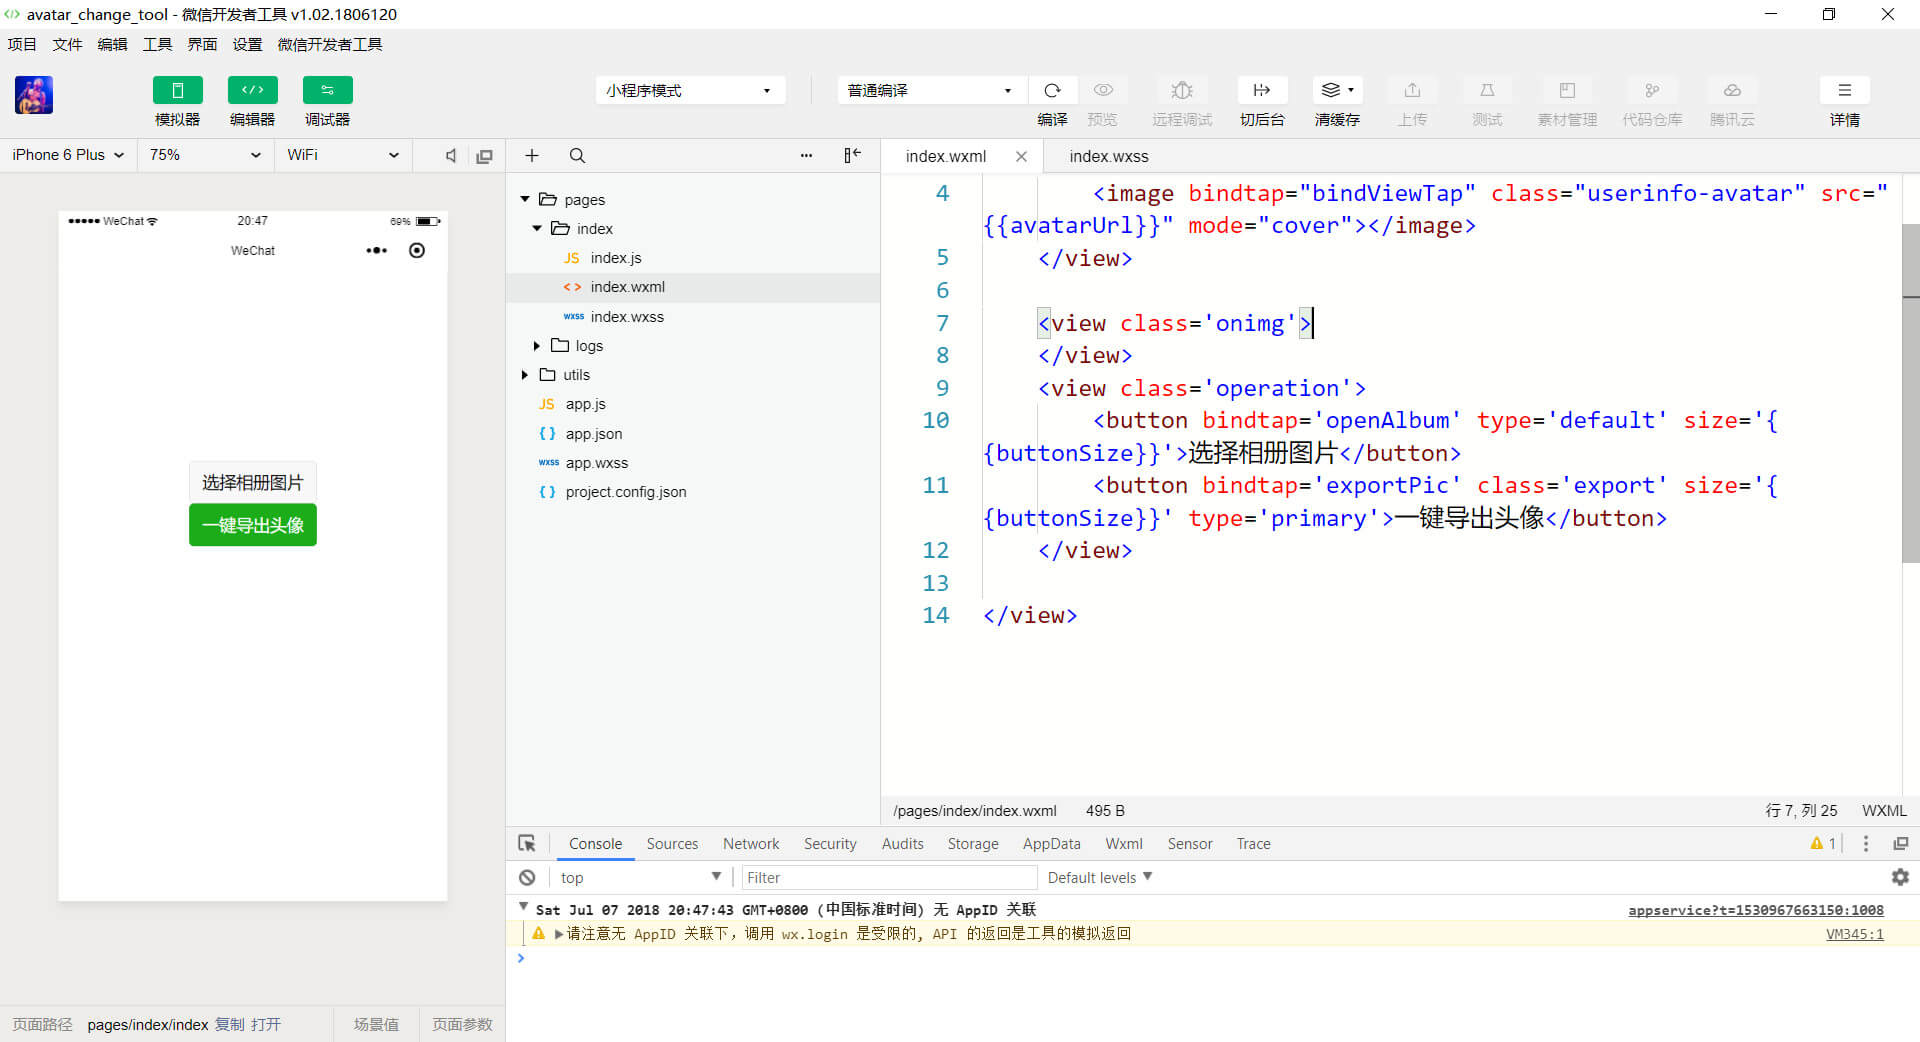 avatar_change_tool - 微信开发者工具 v1.02.1806120
项目 文件 编辑 工具 界面 设置 微信开发者工具
模拟器 编辑器 调试器
小程序模式
普通编译
编译 预览 远程调试 切后台 清缓存 上传 测试 素材管理 代码仓库 腾讯云 详情
iPhone 6 Plus 75% WiFi
WeChat 20:47 69%
WeChat
选择相册图片
一键导出头像
页面路径 pages/index/index 复制 打开 场景值 页面参数
pages
index
JS index.js
<> index.wxml
wxss index.wxss
logs
utils
JS app.js
{} app.json
wxss app.wxss
{} project.config.json
index.wxml index.wxss
4 <image bindtap="bindViewTap" class="userinfo-avatar" src="
{{avatarUrl}}" mode="cover"></image>
5 </view>
6
7 <view class='onimg'>
8 </view>
9 <view class='operation'>
10 <button bindtap='openAlbum' type='default' size='{
{buttonSize}}'>选择相册图片</button>
11 <button bindtap='exportPic' class='export' size='{
{buttonSize}}' type='primary'>一键导出头像</button>
12 </view>
13
14 </view>
/pages/index/index.wxml 495 B 行 7, 列 25 WXML
Console Sources Network Security Audits Storage AppData Wxml Sensor Trace 1
top Filter Default levels
Sat Jul 07 2018 20:47:43 GMT+0800 (中国标准时间) 无 AppID 关联 appservice?t=1530967663150:1008
请注意无 AppID 关联下，调用 wx.login 是受限的, API 的返回是工具的模拟返回 VM345:1